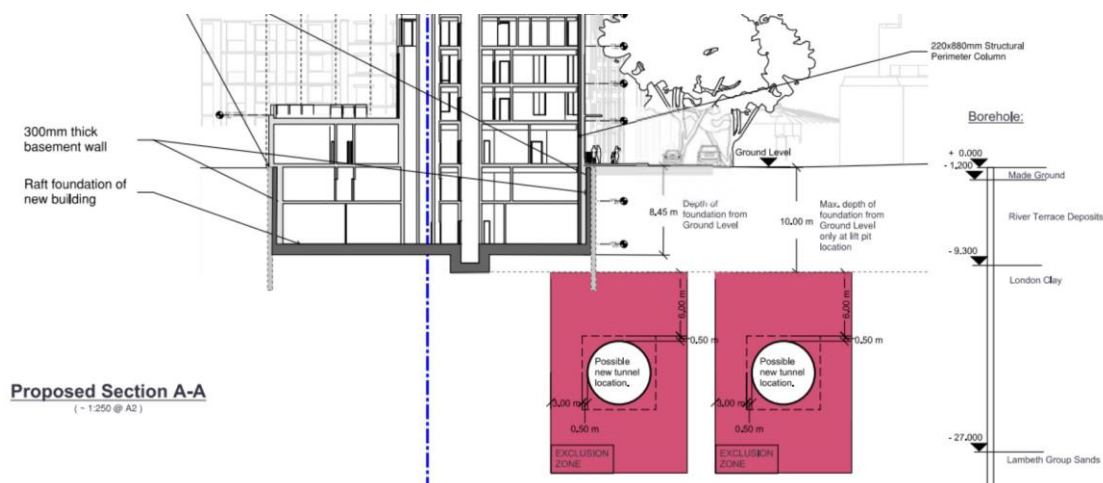 220x880mm Structural
Perimeter Column
Borehole:
300mm thick
basement wall
Ground Level
+ 0.000
- 1.200
Made Ground
Raft foundation of
new building
8.45 m
Depth of
foundation from
Ground Level
10.00 m
Max. depth of
foundation from
Ground Level
only at lift pit
location
River Terrace Deposits
- 9.300
London Clay
6.00 m
6.00 m
0.50 m
0.50 m
Possible
new tunnel
location.
Possible
new tunnel
location.
Proposed Section A-A
( ~ 1:250 @ A2 )
3.00 m
3.00 m
0.50 m
0.50 m
- 27.000
EXCLUSION
ZONE
EXCLUSION
ZONE
Lambeth Group Sands